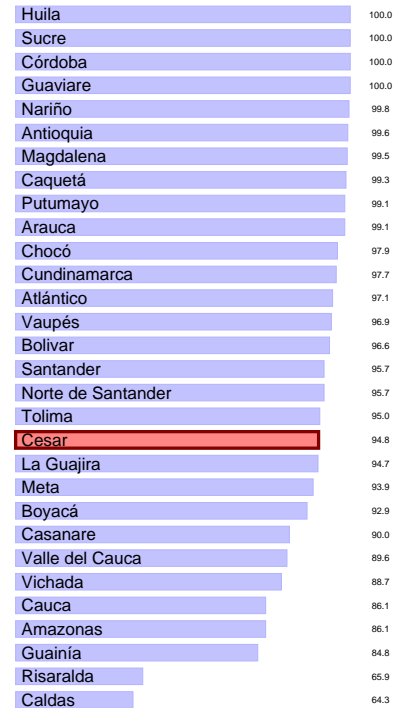 Huila 100.0
Sucre 100.0
Córdoba 100.0
Guaviare 100.0
Nariño 99.8
Antioquia 99.6
Magdalena 99.5
Caquetá 99.3
Putumayo 99.1
Arauca 99.1
Chocó 97.9
Cundinamarca 97.7
Atlántico 97.1
Vaupés 96.9
Bolivar 96.6
Santander 95.7
Norte de Santander 95.7
Tolima 95.0
Cesar 94.8
La Guajira 94.7
Meta 93.9
Boyacá 92.9
Casanare 90.0
Valle del Cauca 89.6
Vichada 88.7
Cauca 86.1
Amazonas 86.1
Guainía 84.8
Risaralda 65.9
Caldas 64.3